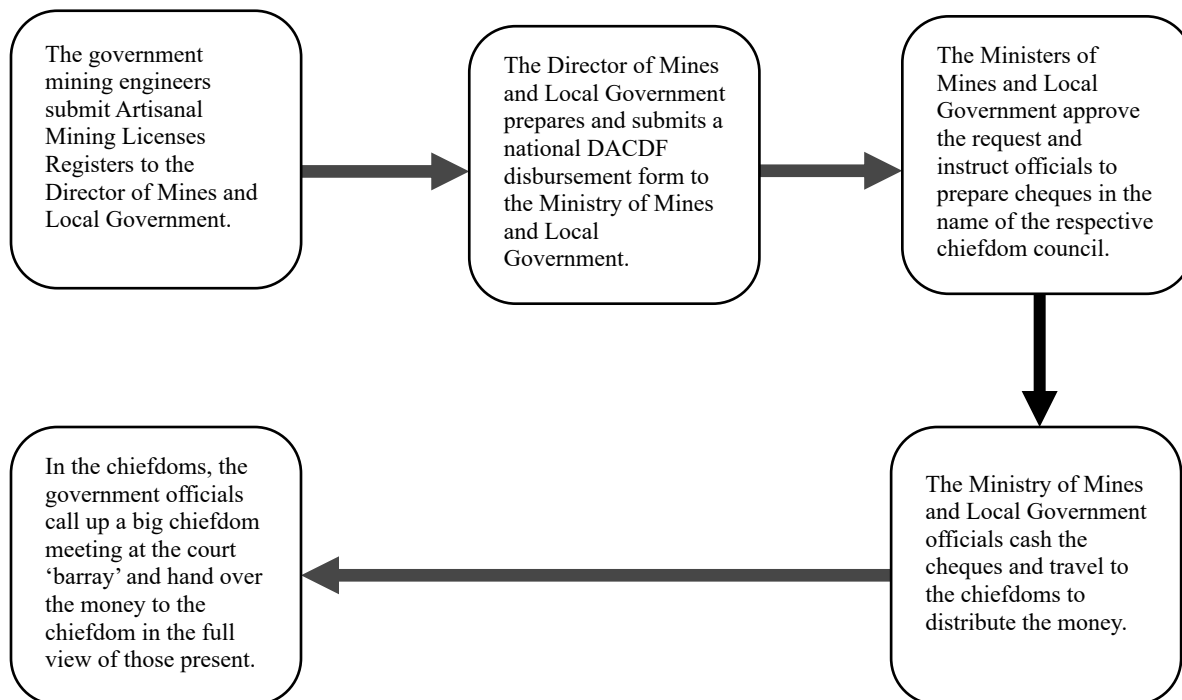 The government
mining engineers
submit Artisanal
Mining Licenses
Registers to the
Director of Mines and
Local Government.
The Director of Mines
and Local Government
prepares and submits a
national DACDF
disbursement form to
the Ministry of Mines
and Local
Government.
The Ministers of
Mines and Local
Government approve
the request and
instruct officials to
prepare cheques in the
name of the respective
chiefdom council.
The Ministry of Mines
and Local Government
officials cash the
cheques and travel to
the chiefdoms to
distribute the money.
In the chiefdoms, the
government officials
call up a big chiefdom
meeting at the court
‘barray’ and hand over
the money to the
chiefdom in the full
view of those present.